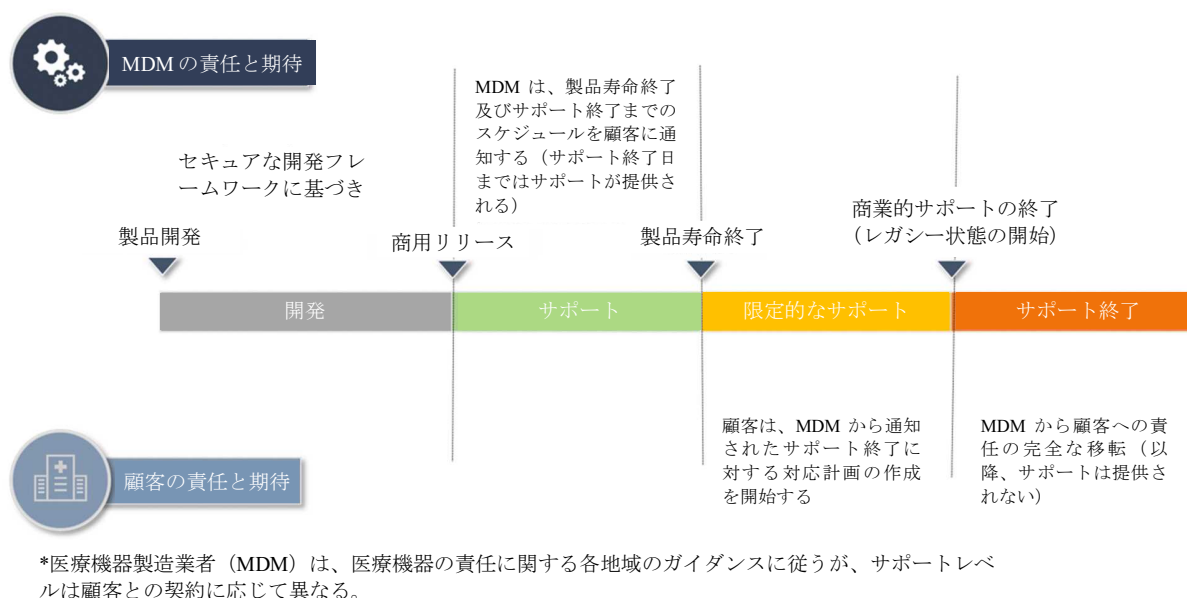 MDM の責任と期待
MDM は、製品寿命終了
及びサポート終了までの
スケジュールを顧客に通
知する（サポート終了日
まではサポートが提供さ
れる）
セキュアな開発フレ
ームワークに基づき
製品開発
商用リリース
製品寿命終了
商業的サポートの終了
（レガシー状態の開始）
開発
サポート
限定的なサポート
サポート終了
顧客の責任と期待
顧客は、MDM から通知
されたサポート終了に
対する対応計画の作成
を開始する
MDM から顧客への責
任の完全な移転（以
降、サポートは提供さ
れない）
*医療機器製造業者（MDM）は、医療機器の責任に関する各地域のガイダンスに従うが、サポートレベ
ルは顧客との契約に応じて異なる。